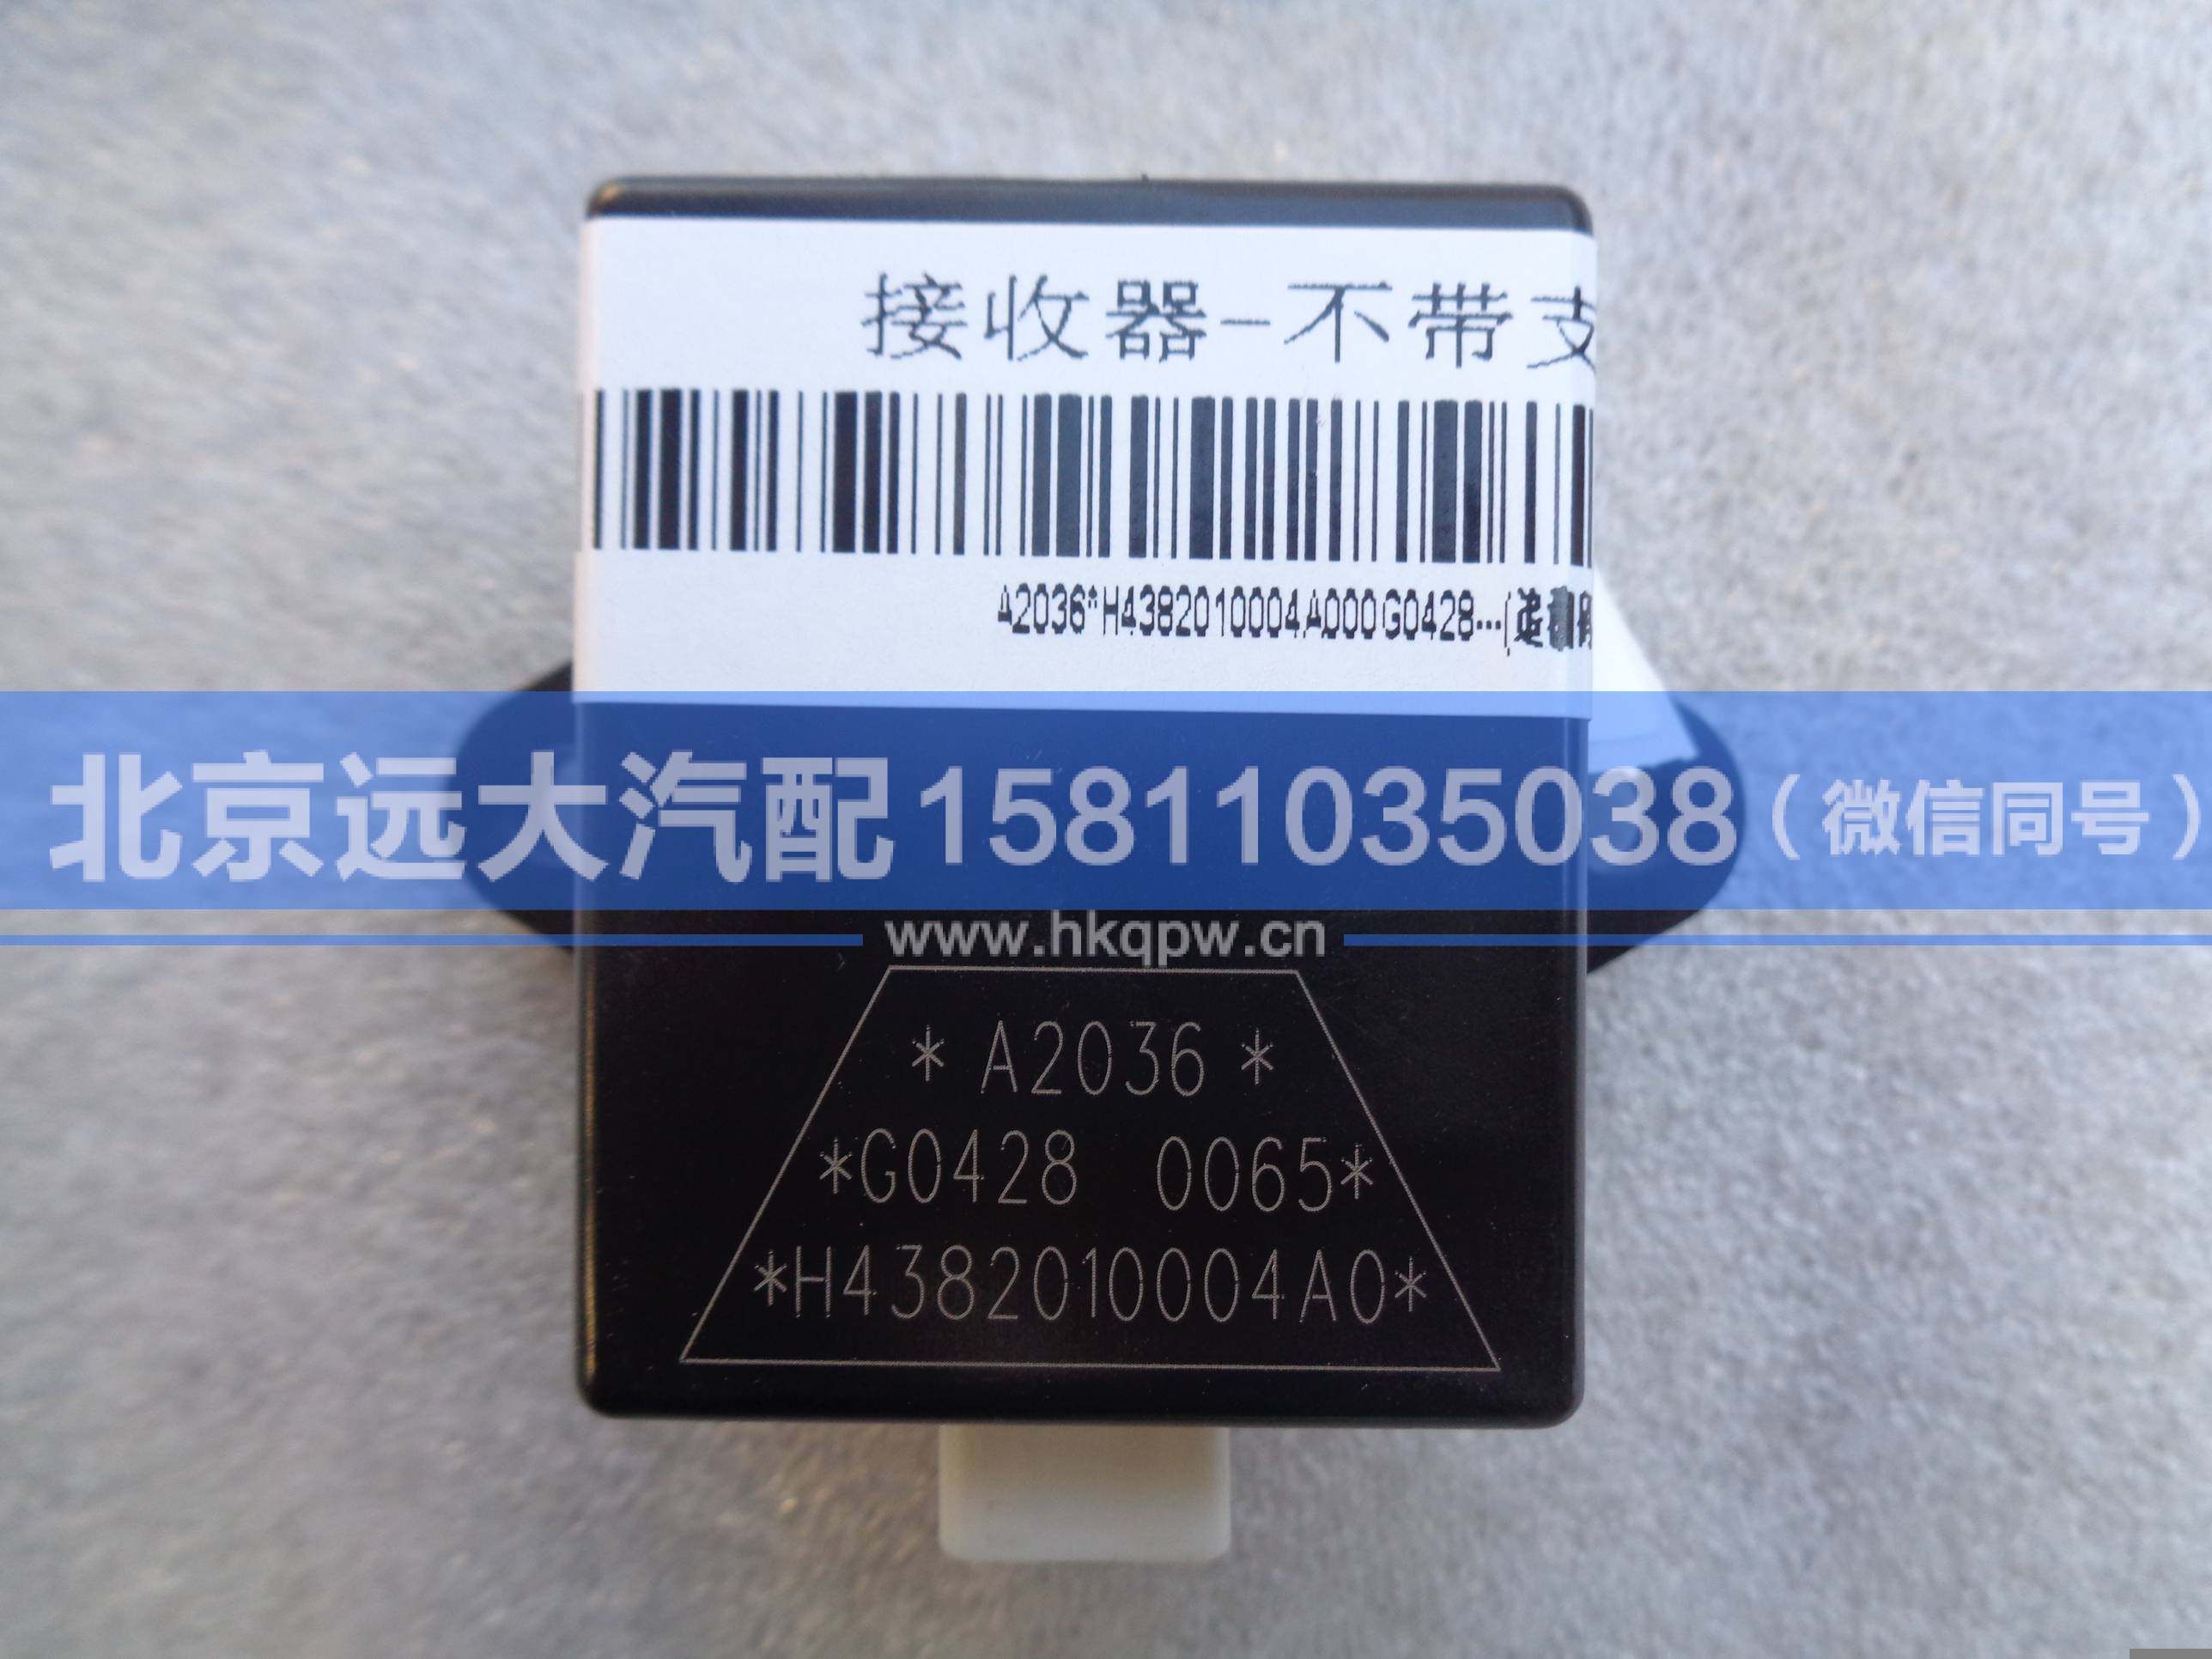 接收器-不带支
A2036*H4382010004A000G0428---(
北京远大汽配15811035038(微信同号)
www.hkqpw.cn
* A2036 *
*G0428 0065*
*H4382010004A0*